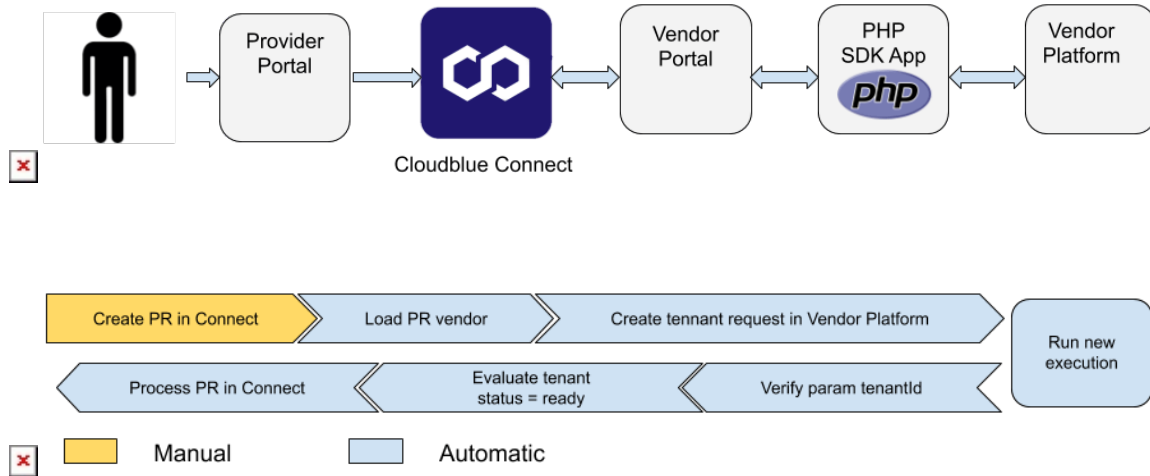 Provider
Portal
Vendor
Portal
PHP
SDK App
php
Vendor
Platform
Cloudblue Connect
Create PR in Connect
Load PR vendor
Create tennant request in Vendor Platform
Run new
execution
Process PR in Connect
Evaluate tenant
status = ready
Verify param tenantId
Manual
Automatic